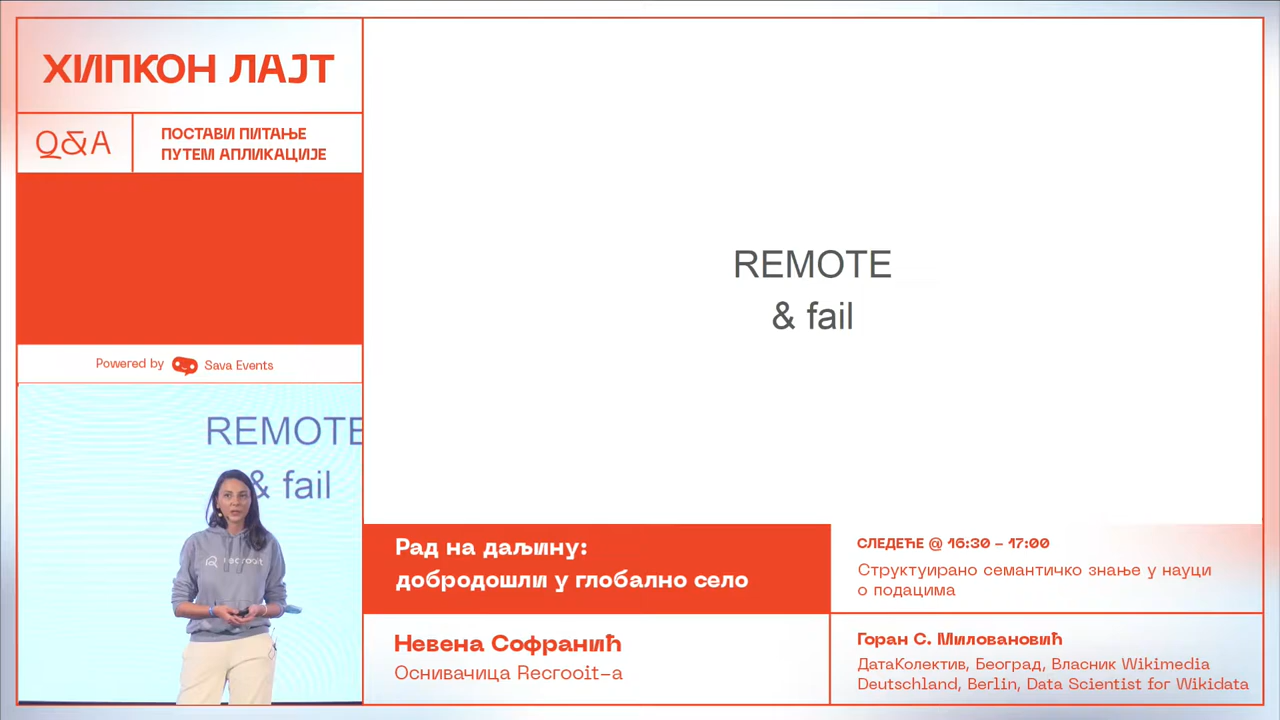 ХИПКОН ЛАЈТ
Q&A
ПОСТАВИ ПИТАЊЕ
ПУТЕМ АПЛИКАЦИЈЕ
Powered by Sava Events
REMOTE
& fail
REMOTE
& fail
recrooit
Рад на даљину:
добродошли у глобално село
Невена Софранић
Оснивачица Recrooit-a
СЛЕДЕЋЕ @ 16:30 – 17:00
Структуирано семантичко знање у науци
о подацима
Горан С. Миловановић
ДатаКолектив, Београд, Власник Wikimedia
Deutschland, Berlin, Data Scientist for Wikidata